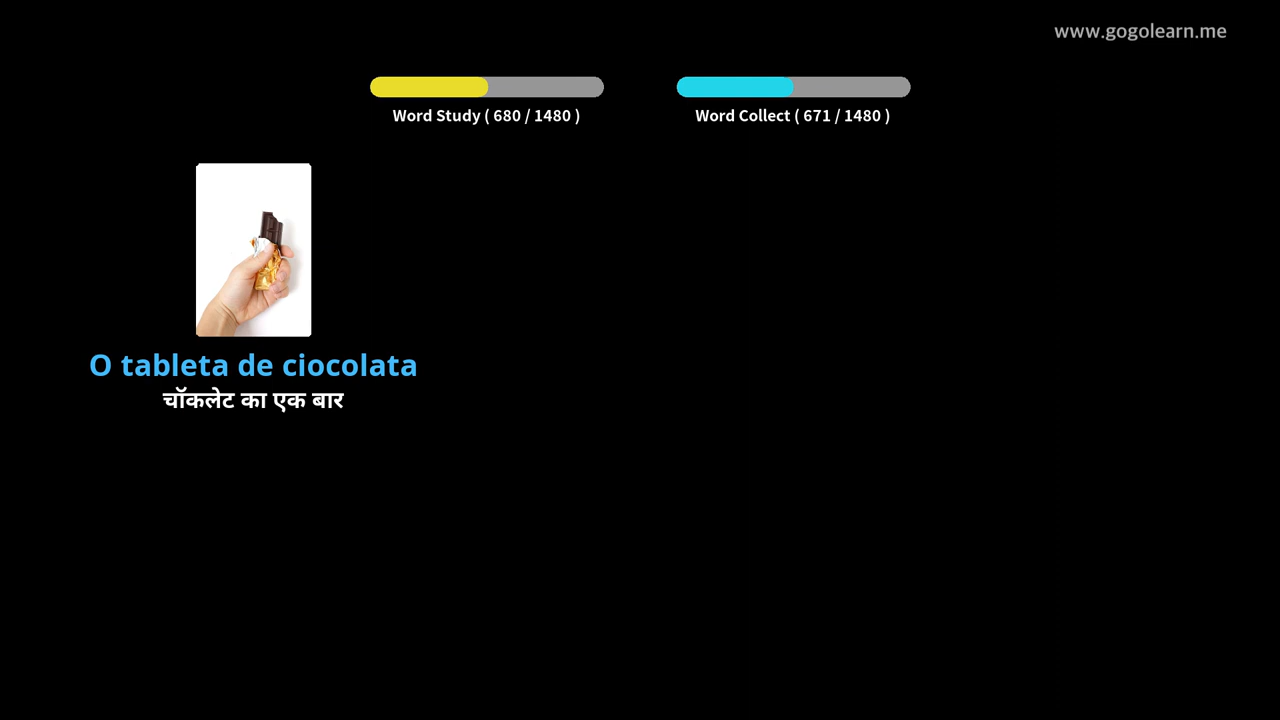 www.gogolearn.me
Word Study ( 680 / 1480 )
Word Collect ( 671 / 1480 )
O tableta de ciocolata
चॉकलेट का एक बार